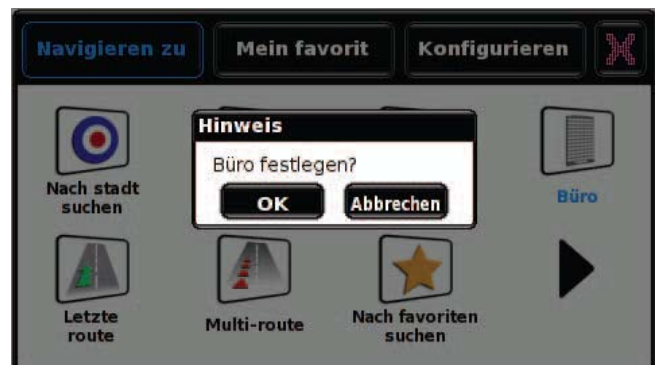 Navigieren zu
Mein favorit
Konfigurieren
Hinweis
Büro festlegen?
OK
Abbrechen
Nach stadt
suchen
Büro
Letzte
route
Multi-route
Nach favoriten
suchen